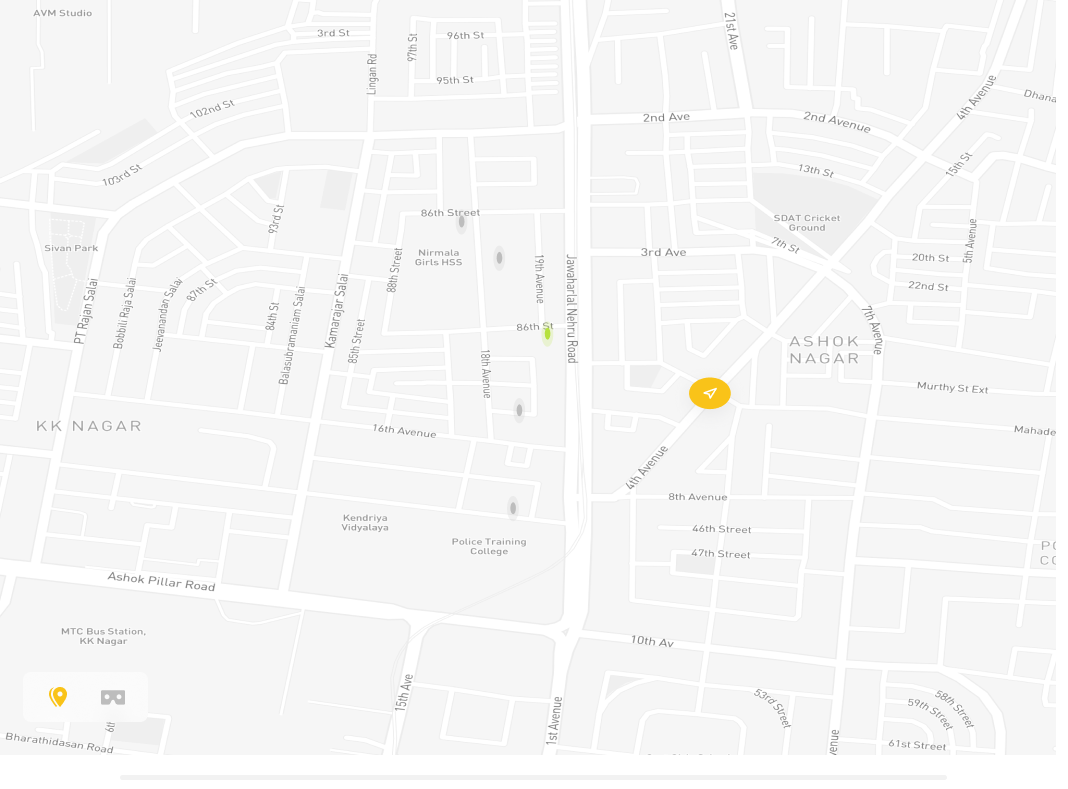 AVM Studio
3rd St
Lingan Rd
97th St
96th St
95th St
21st Ave
4th Avenue
Dhana
102nd St
2nd Ave
2nd Avenue
103rd St
13th St
15th St
93rd St
86th Street
SDAT Cricket
Ground
Sivan Park
Nirmala
Girls HSS
88th Street
3rd Ave
7th St
5th Avenue
20th St
22nd St
19th Avenue
Jawaharlal Nehru Road
87th St
PT Rajan Salai
Bobbili Raja Salai
Jeevanandan Salai
84th St
Balasubramaniam Salai
Kamarajar Salai
85th Street
86th St
18th Avenue
7th Avenue
ASHOK
NAGAR
Murthy St Ext
KK NAGAR
16th Avenue
Mahade
4th Avenue
8th Avenue
Kendriya
Vidyalaya
Police Training
College
46th Street
47th Street
PO
CO
Ashok Pillar Road
MTC Bus Station,
KK Nagar
10th Av
15th Ave
1st Avenue
53rd Street
58th Street
59th Street
61st Street
6th
Bharathidasan Road
venue